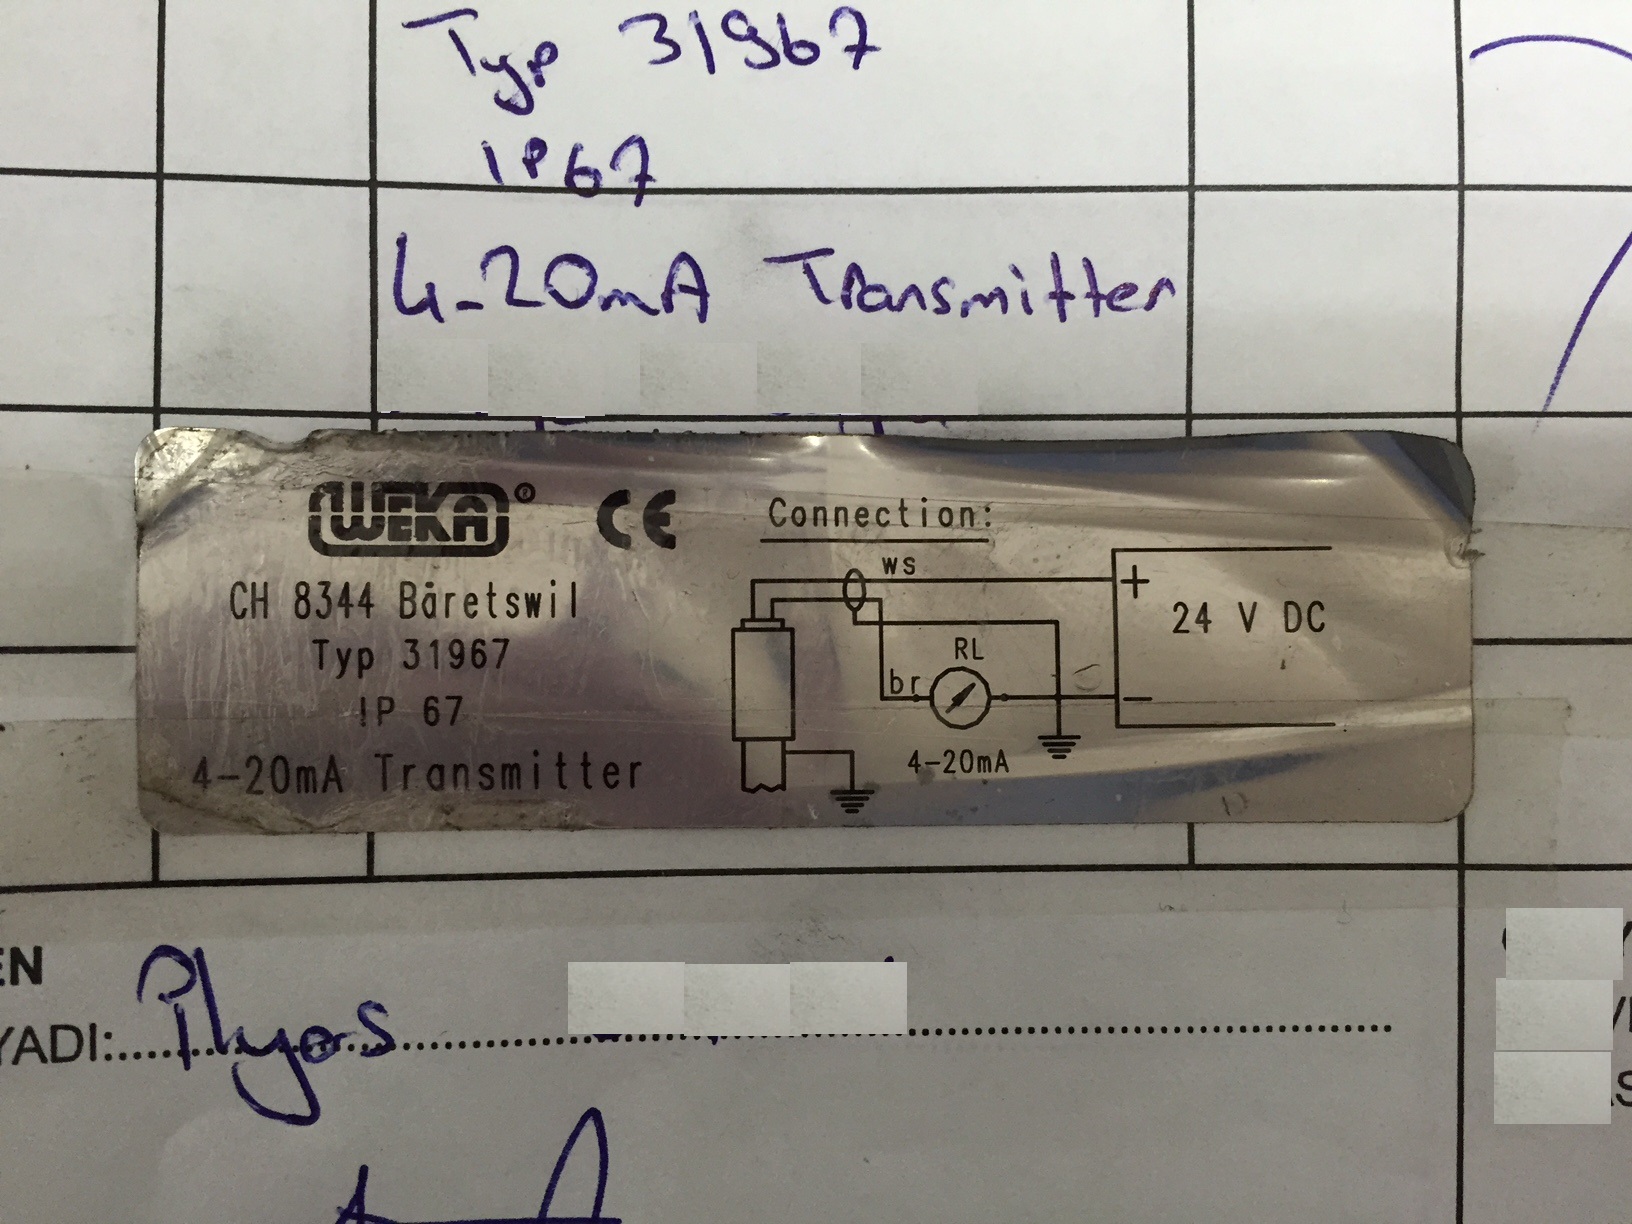 Typ 31967
IP67
4-20mA Transmitter
WEKA® CE
CH 8344 Bäretswil
Typ 31967
IP 67
4-20mA Transmitter
Connection:
ws
+
24 V DC
RL
br
-
4-20mA
EN
YADI:
İlyas